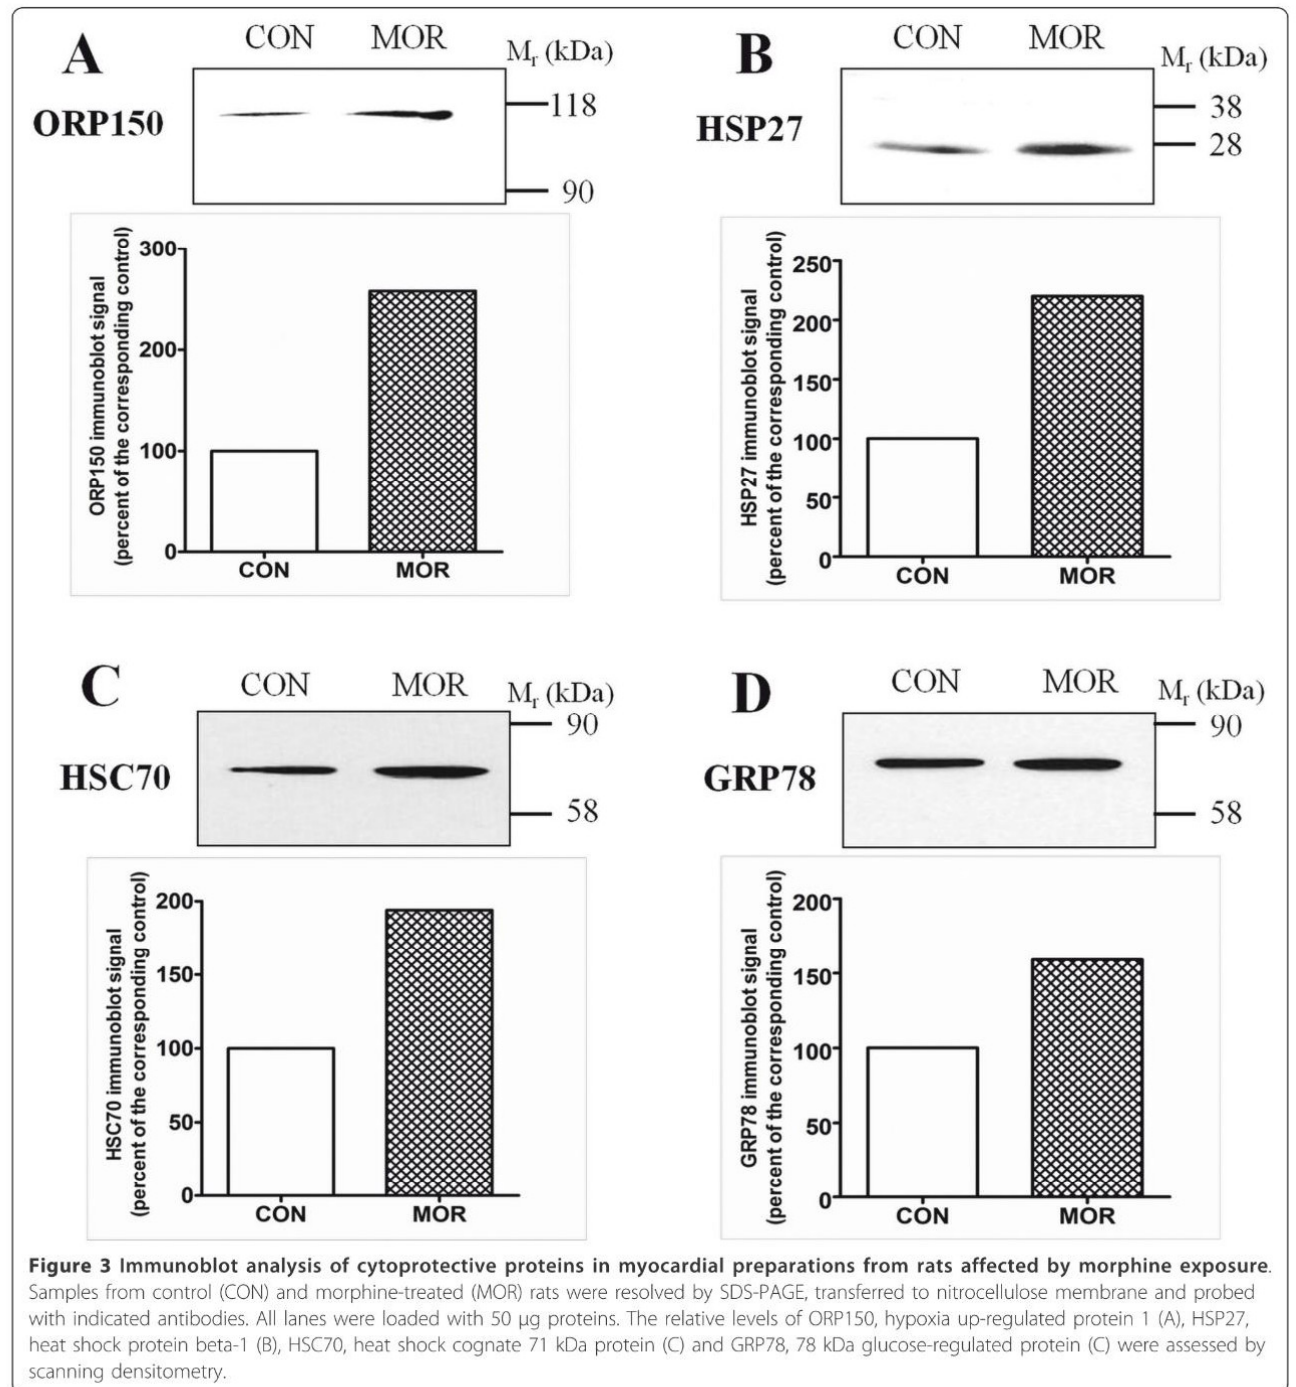 A CON MOR Mr (kDa)
ORP150
118
90
ORP150 immunoblot signal
(percent of the corresponding control)
300
200
100
0
CON MOR
B CON MOR Mr (kDa)
HSP27
38
28
HSP27 immunoblot signal
(percent of the corresponding control)
250
200
150
100
50
0
CON MOR
C CON MOR Mr (kDa)
HSC70
90
58
HSC70 immunoblot signal
(percent of the corresponding control)
200
150
100
50
0
CON MOR
D CON MOR Mr (kDa)
GRP78
90
58
GRP78 immunoblot signal
(percent of the corresponding control)
200
150
100
50
0
CON MOR
Figure 3 Immunoblot analysis of cytoprotective proteins in myocardial preparations from rats affected by morphine exposure.
Samples from control (CON) and morphine-treated (MOR) rats were resolved by SDS-PAGE, transferred to nitrocellulose membrane and probed
with indicated antibodies. All lanes were loaded with 50 μg proteins. The relative levels of ORP150, hypoxia up-regulated protein 1 (A), HSP27,
heat shock protein beta-1 (B), HSC70, heat shock cognate 71 kDa protein (C) and GRP78, 78 kDa glucose-regulated protein (C) were assessed by
scanning densitometry.